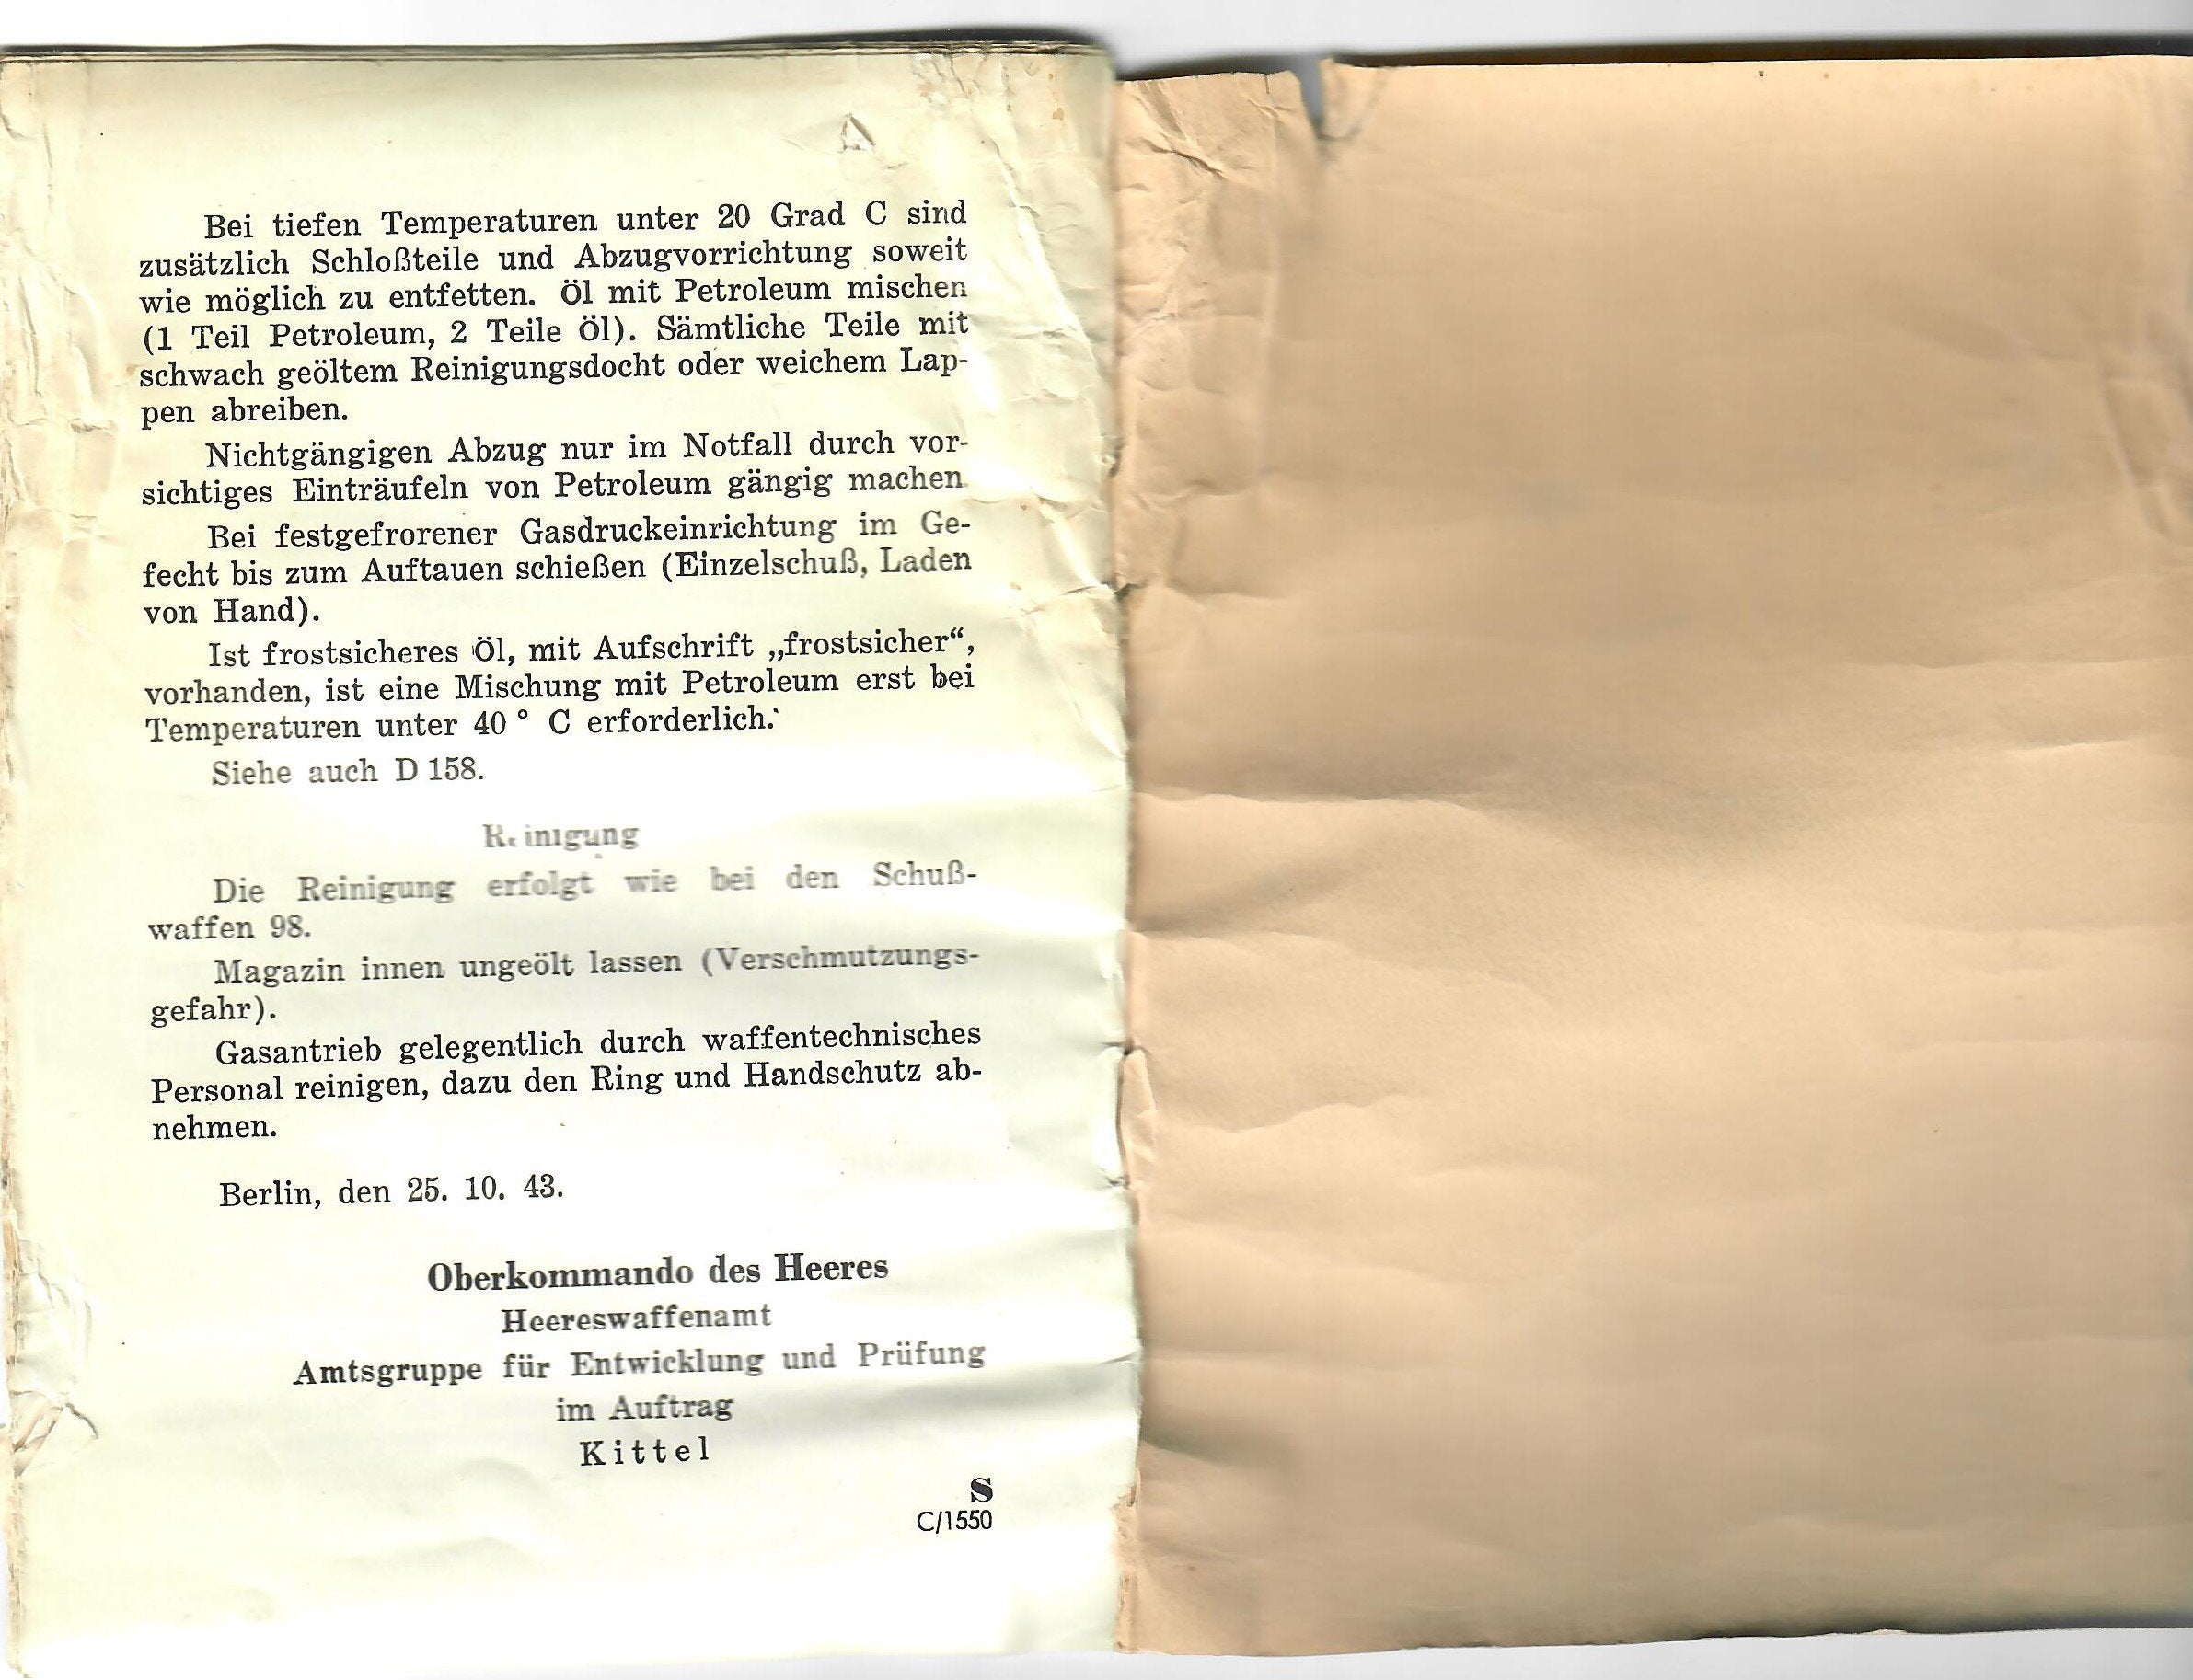 Bei tiefen Temperaturen unter 20 Grad C sind
zusätzlich Schloßteile und Abzugvorrichtung soweit
wie möglich zu entfetten. Öl mit Petroleum mischen
(1 Teil Petroleum, 2 Teile Öl). Sämtliche Teile mit
schwach geöltem Reinigungsdocht oder weichem Lap-
pen abreiben.
Nichtgängigen Abzug nur im Notfall durch vor-
sichtiges Einträufeln von Petroleum gängig machen
Bei festgefrorener Gasdruckeinrichtung im Ge-
fecht bis zum Auftauen schießen (Einzelschuß, Laden
von Hand).
Ist frostsicheres Öl, mit Aufschrift „frostsicher“,
vorhanden, ist eine Mischung mit Petroleum erst bei
Temperaturen unter 40 ° C erforderlich.
Siehe auch D 158.
Reinigung
Die Reinigung erfolgt wie bei den Schuß-
waffen 98.
Magazin innen ungeölt lassen (Verschmutzungs-
gefahr).
Gasantrieb gelegentlich durch waffentechnisches
Personal reinigen, dazu den Ring und Handschutz ab-
nehmen.
Berlin, den 25. 10. 43.
Oberkommando des Heeres
Heereswaffenamt
Amtsgruppe für Entwicklung und Prüfung
im Auftrag
Kittel
S
C/1550